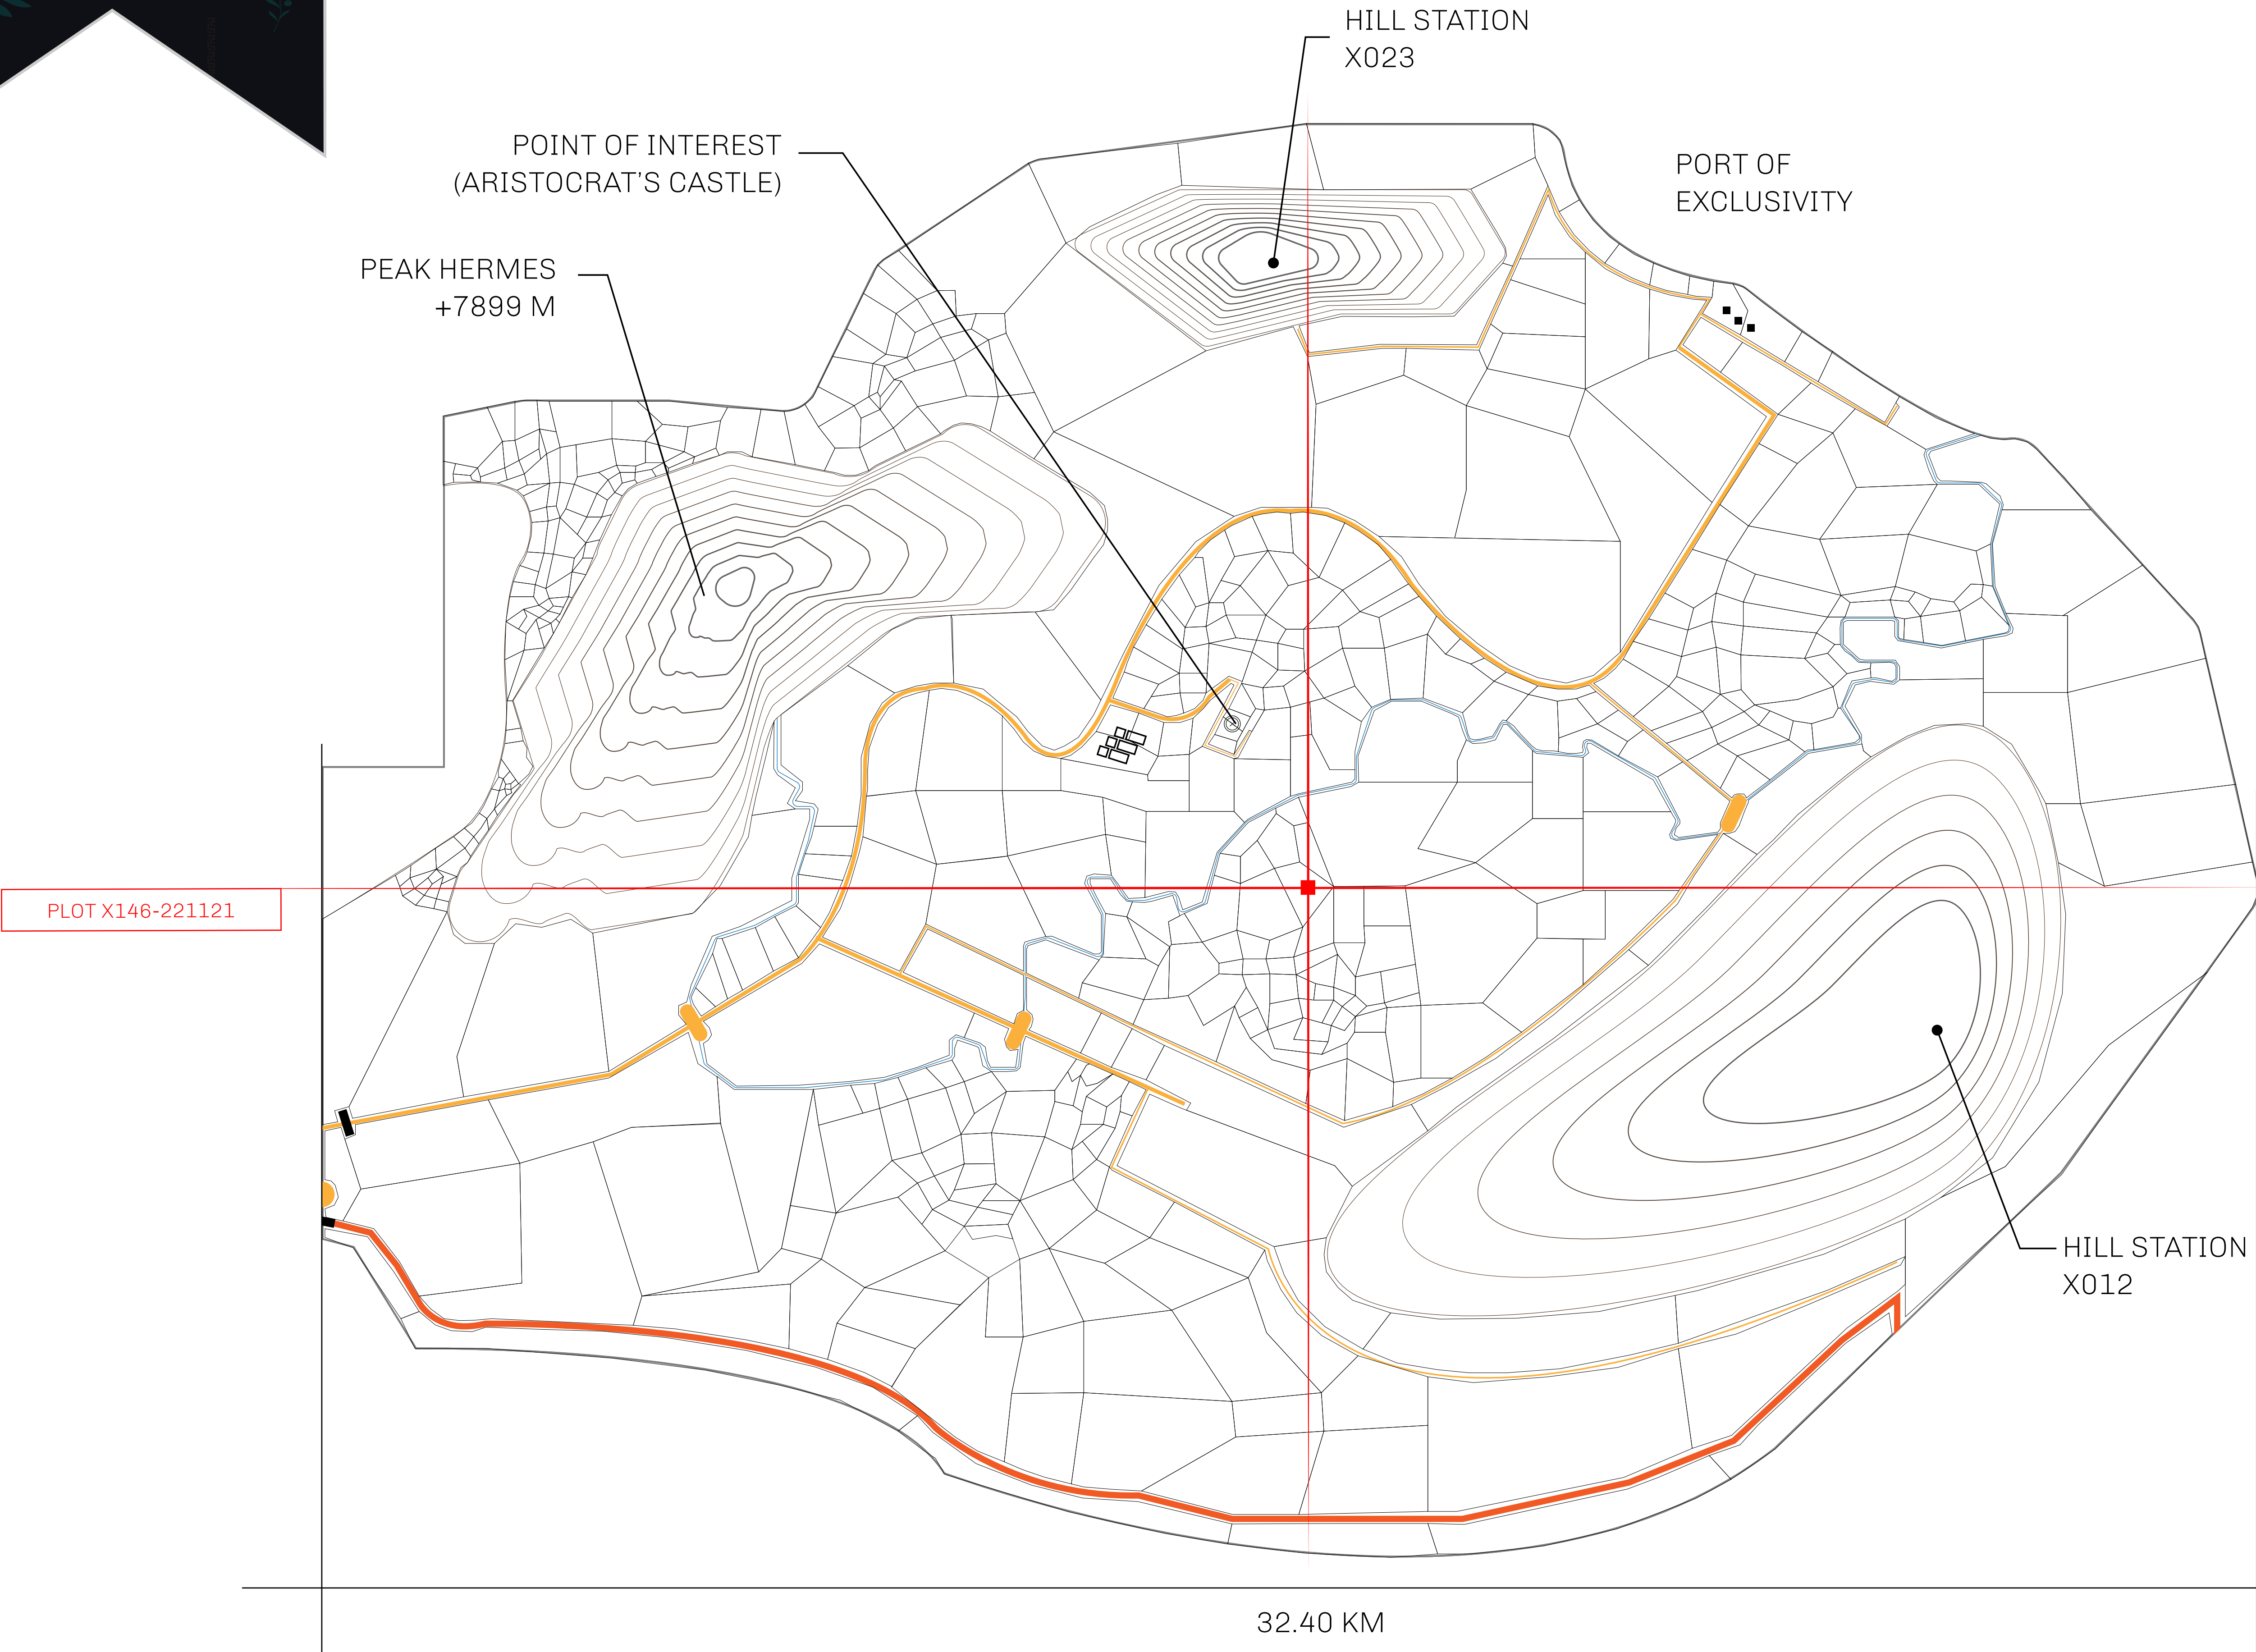 HILL STATION
X023
POINT OF INTEREST
(ARISTOCRAT'S CASTLE)
PORT OF
EXCLUSIVITY
PEAK HERMES
+7899 M
PLOT X146-221121
HILL STATION
X012
32.40 KM